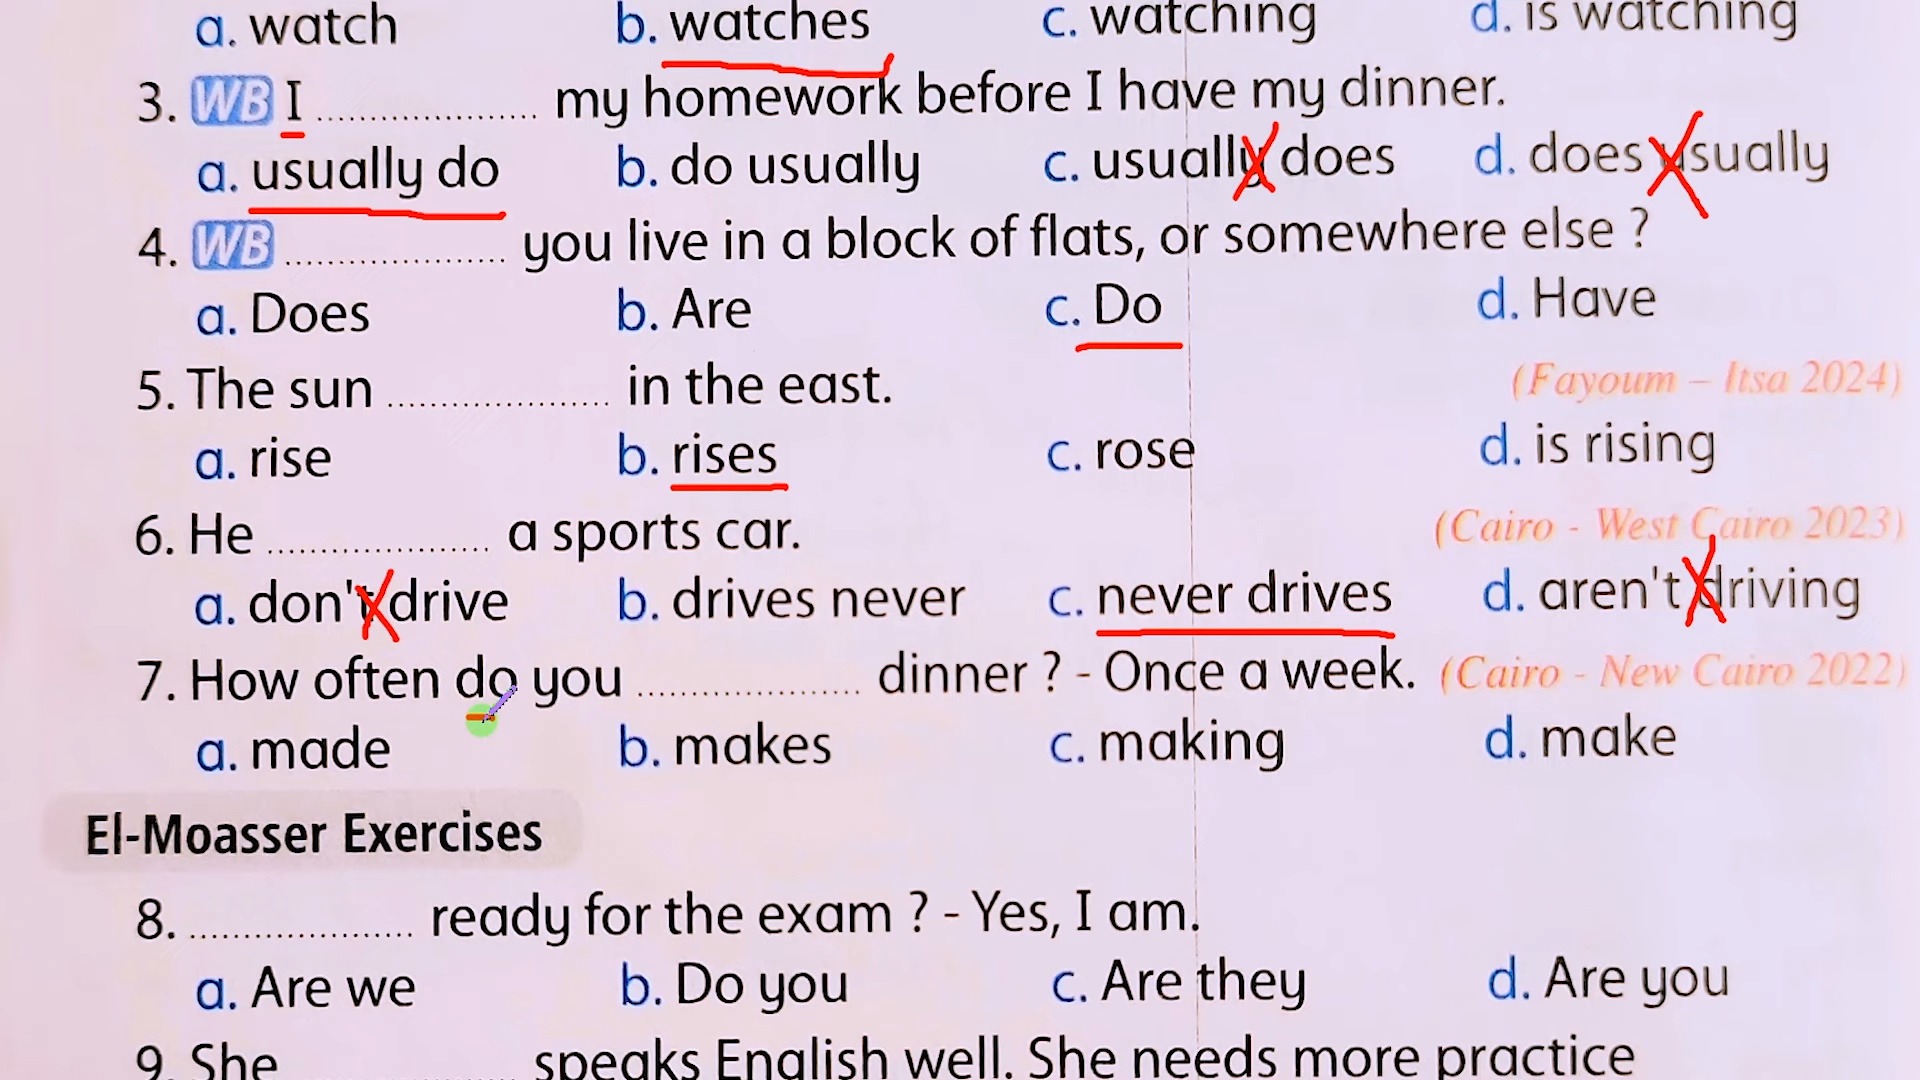 a. watch b. watches c. watching d. is watching
3. WB I .................... my homework before I have my dinner.
a. usually do b. do usually c. usually does d. does usually
4. WB .................... you live in a block of flats, or somewhere else ?
a. Does b. Are c. Do d. Have
5. The sun .................... in the east. (Fayoum – Itsa 2024)
a. rise b. rises c. rose d. is rising
6. He .................... a sports car. (Cairo - West Cairo 2023)
a. don't drive b. drives never c. never drives d. aren't driving
7. How often do you .................... dinner ? - Once a week. (Cairo - New Cairo 2022)
a. made b. makes c. making d. make
El-Moasser Exercises
8. .................... ready for the exam ? - Yes, I am.
a. Are we b. Do you c. Are they d. Are you
9. She .................... speaks English well. She needs more practice